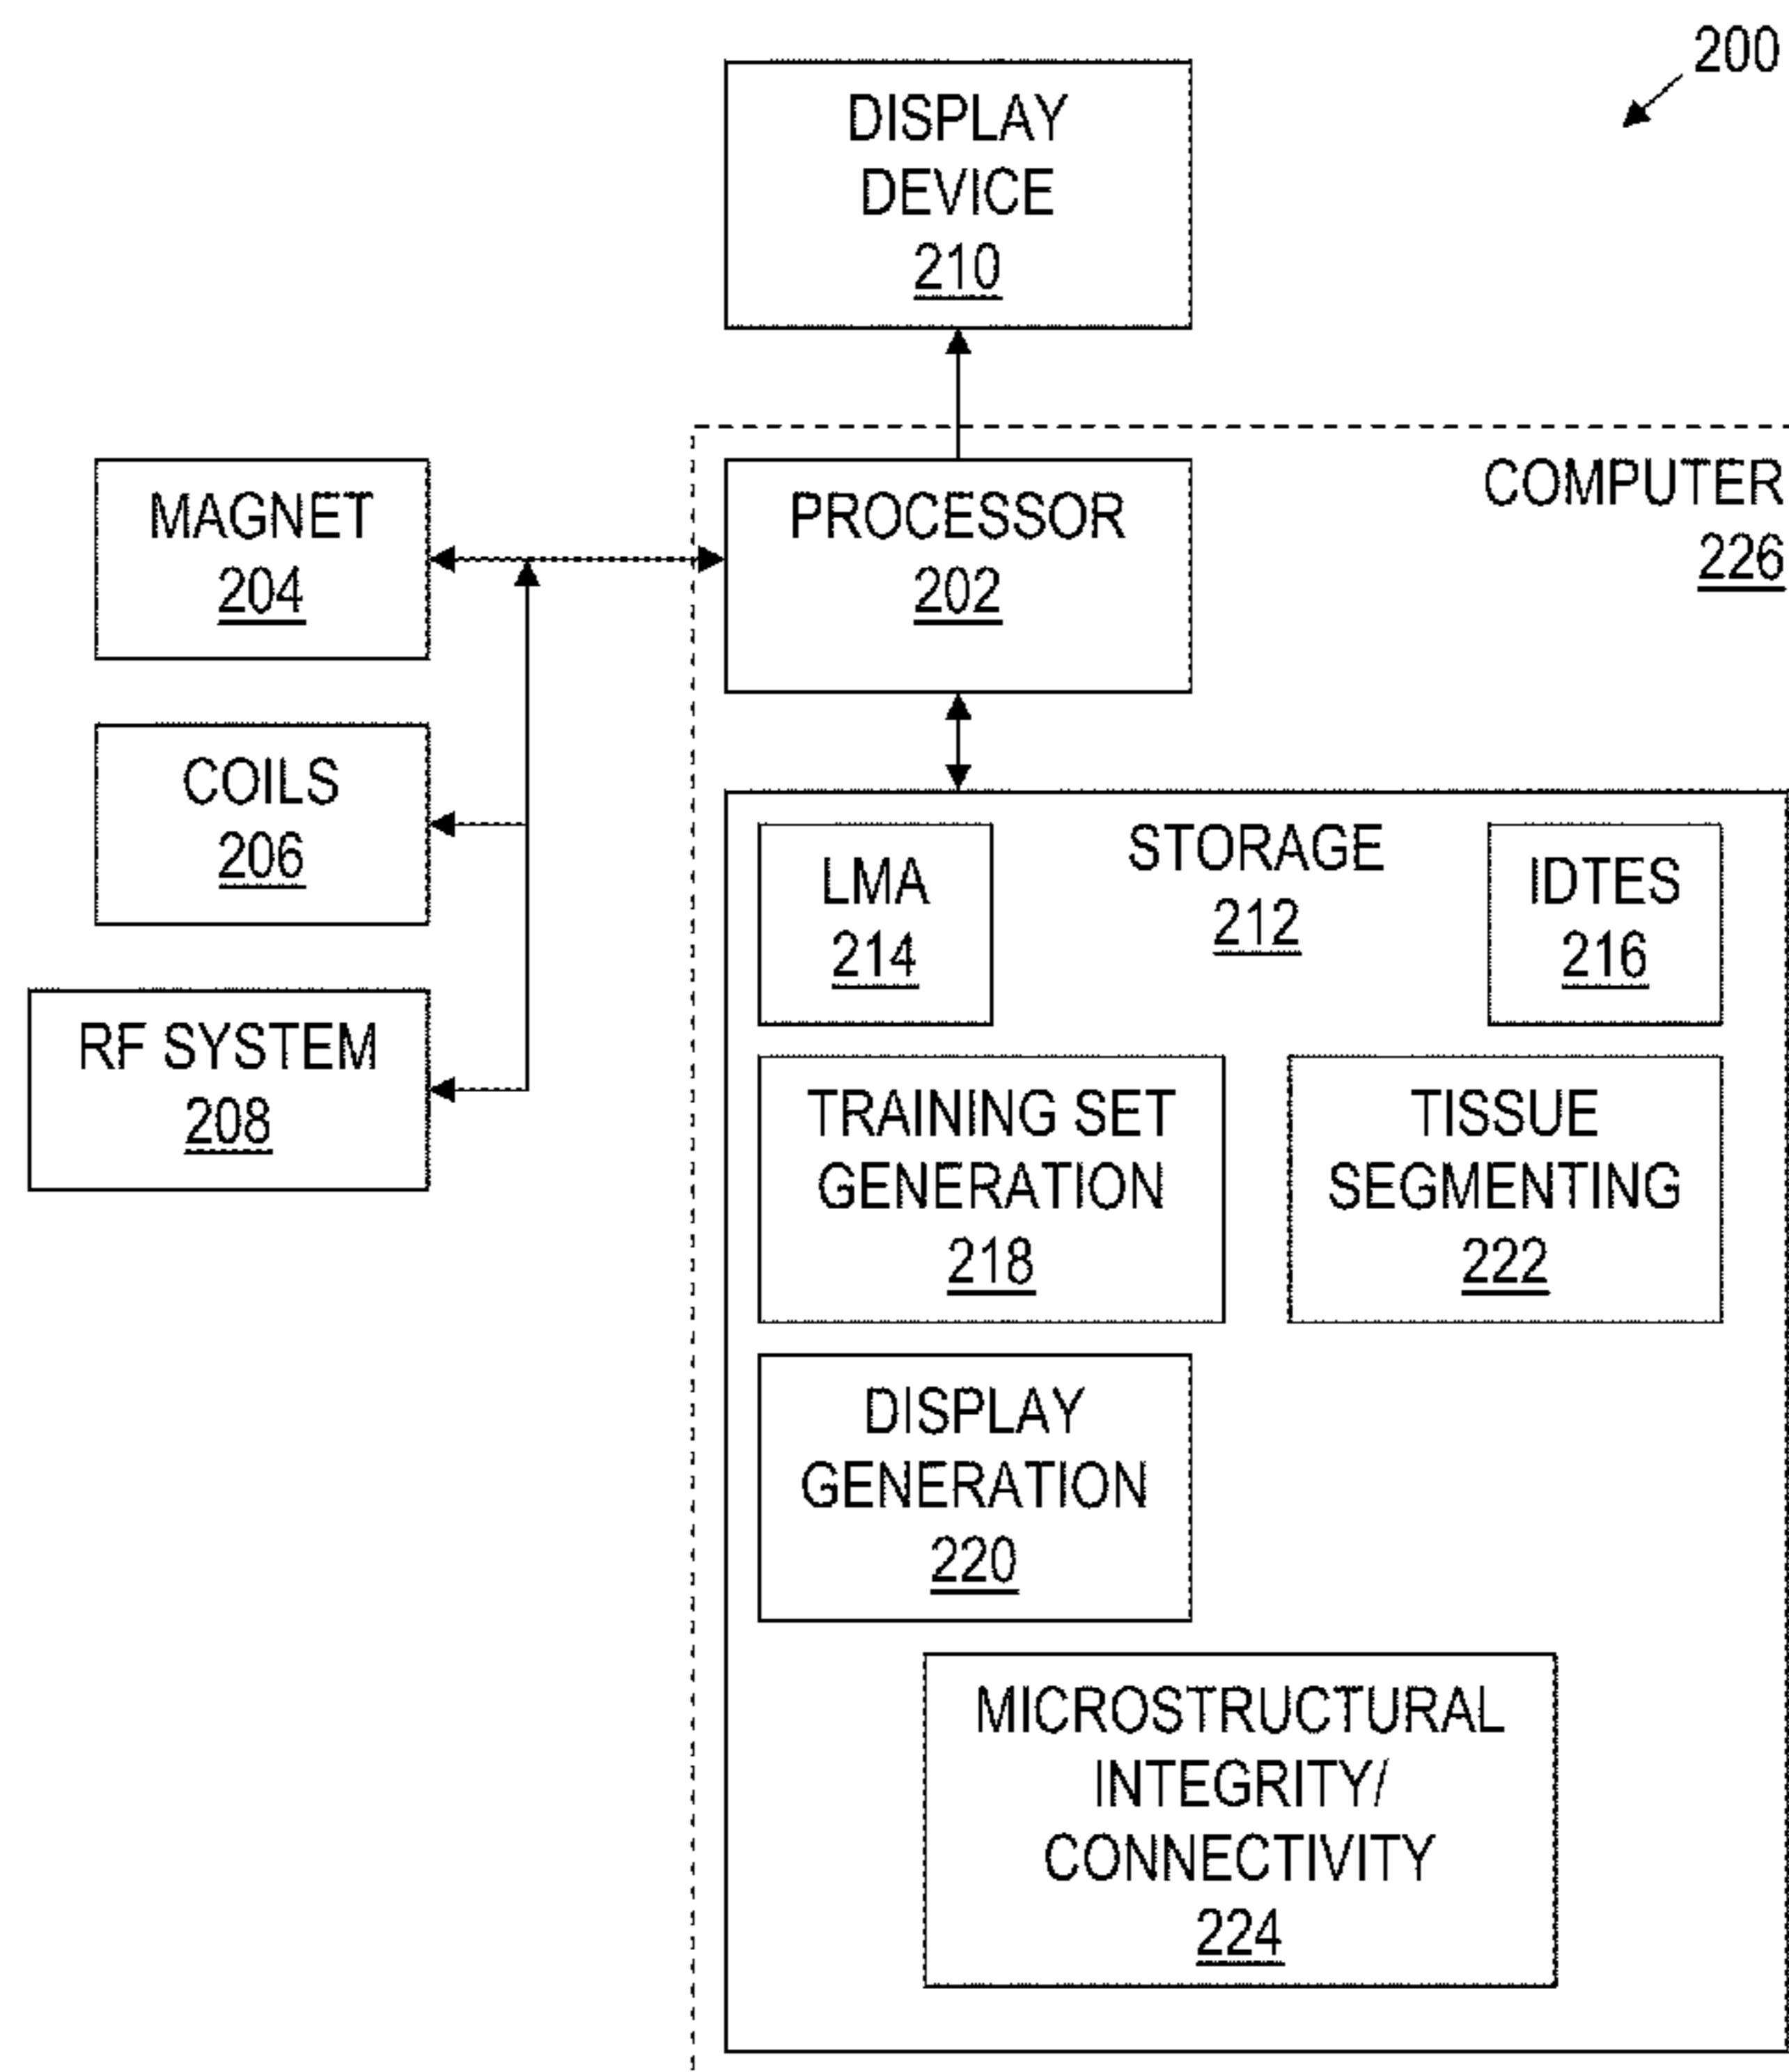 200
DISPLAY
DEVICE
210
MAGNET
204
PROCESSOR
202
COMPUTER
226
COILS
206
RF SYSTEM
208
STORAGE
212
LMA
214
IDTES
216
TRAINING SET
GENERATION
218
TISSUE
SEGMENTING
222
DISPLAY
GENERATION
220
MICROSTRUCTURAL
INTEGRITY/
CONNECTIVITY
224